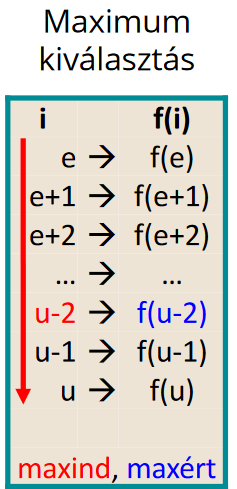 Maximum
kiválasztás
i f(i)
e → f(e)
e+1 → f(e+1)
e+2 → f(e+2)
... → ...
u-2 → f(u-2)
u-1 → f(u-1)
u → f(u)
maxind, maxért